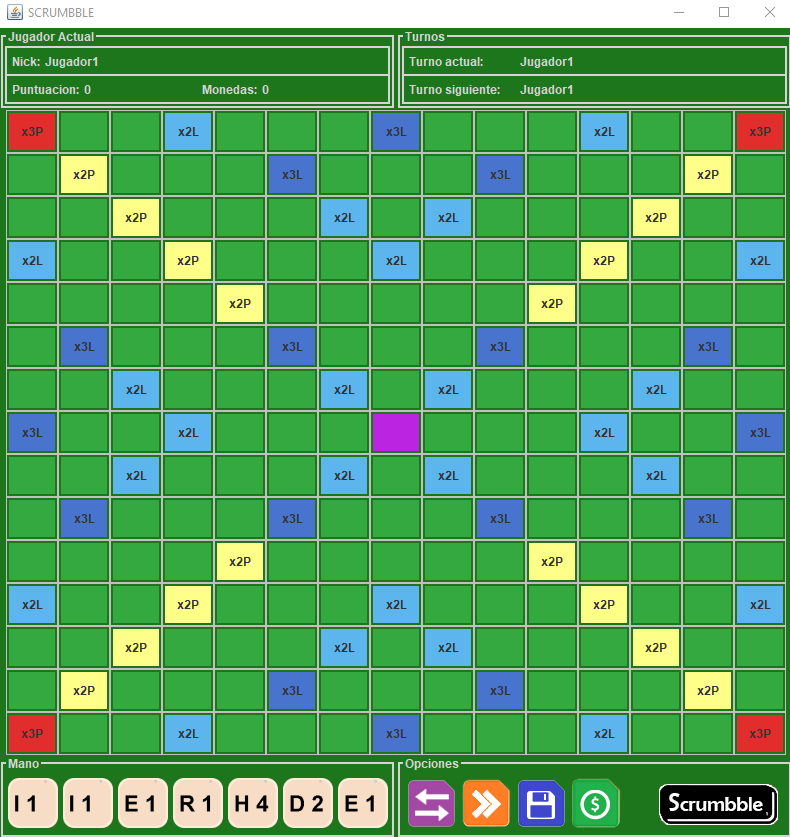 SCRUMBBLE
Jugador Actual
Nick: Jugador1
Puntuacion: 0 Monedas: 0
Turnos
Turno actual: Jugador1
Turno siguiente: Jugador1
x3P x2L x3L x2L x3P
x2P x3L x3L x2P
x2P x2L x2L x2P
x2L x2P x2L x2P x2L
x2P x2P
x3L x3L x3L x3L
x2L x2L x2L x2L
x3L x2L x2L x3L
x2L x2L x2L x2L
x3L x3L x3L x3L
x2P x2P
x2L x2P x2L x2P x2L
x2P x2L x2L x2P
x2P x3L x3L x2P
x3P x2L x3L x2L x3P
Mano
I 1 I 1 E 1 R 1 H 4 D 2 E 1
Opciones
$
Scrumbble